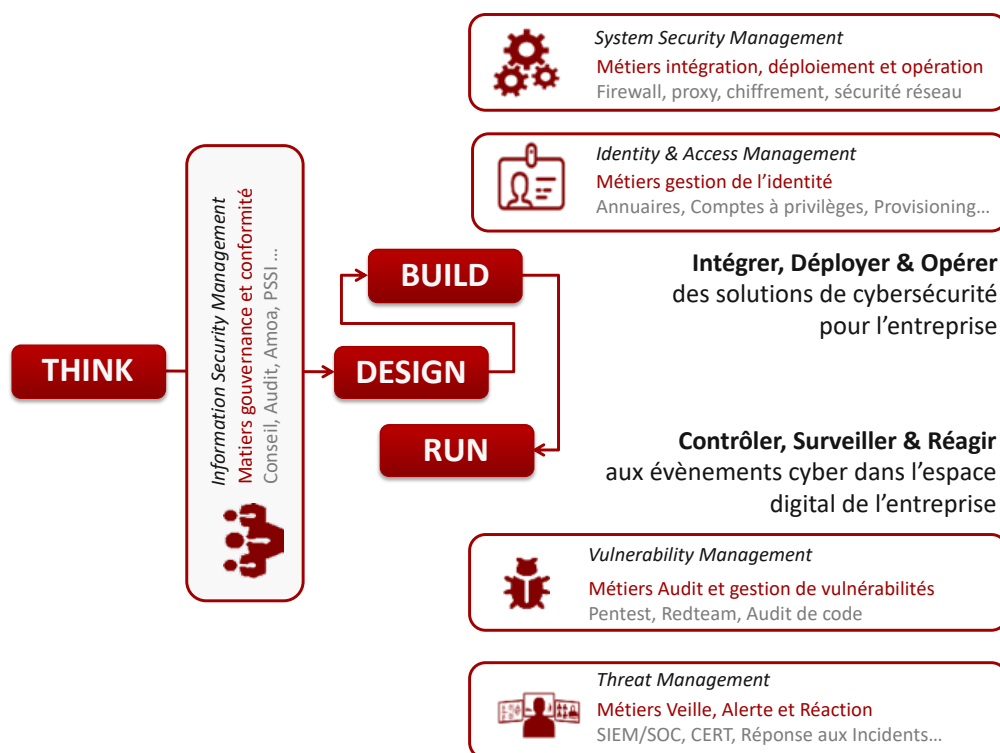 System Security Management
Métiers intégration, déploiement et opération
Firewall, proxy, chiffrement, sécurité réseau
Identity & Access Management
Métiers gestion de l’identité
Annuaires, Comptes à privilèges, Provisioning...
THINK
Information Security Management
Matiers gouvernance et conformité
Conseil, Audit, Amoa, PSSI ...
BUILD
DESIGN
RUN
Intégrer, Déployer & Opérer
des solutions de cybersécurité
pour l’entreprise
Contrôler, Surveiller & Réagir
aux évènements cyber dans l’espace
digital de l’entreprise
Vulnerability Management
Métiers Audit et gestion de vulnérabilités
Pentest, Redteam, Audit de code
Threat Management
Métiers Veille, Alerte et Réaction
SIEM/SOC, CERT, Réponse aux Incidents...